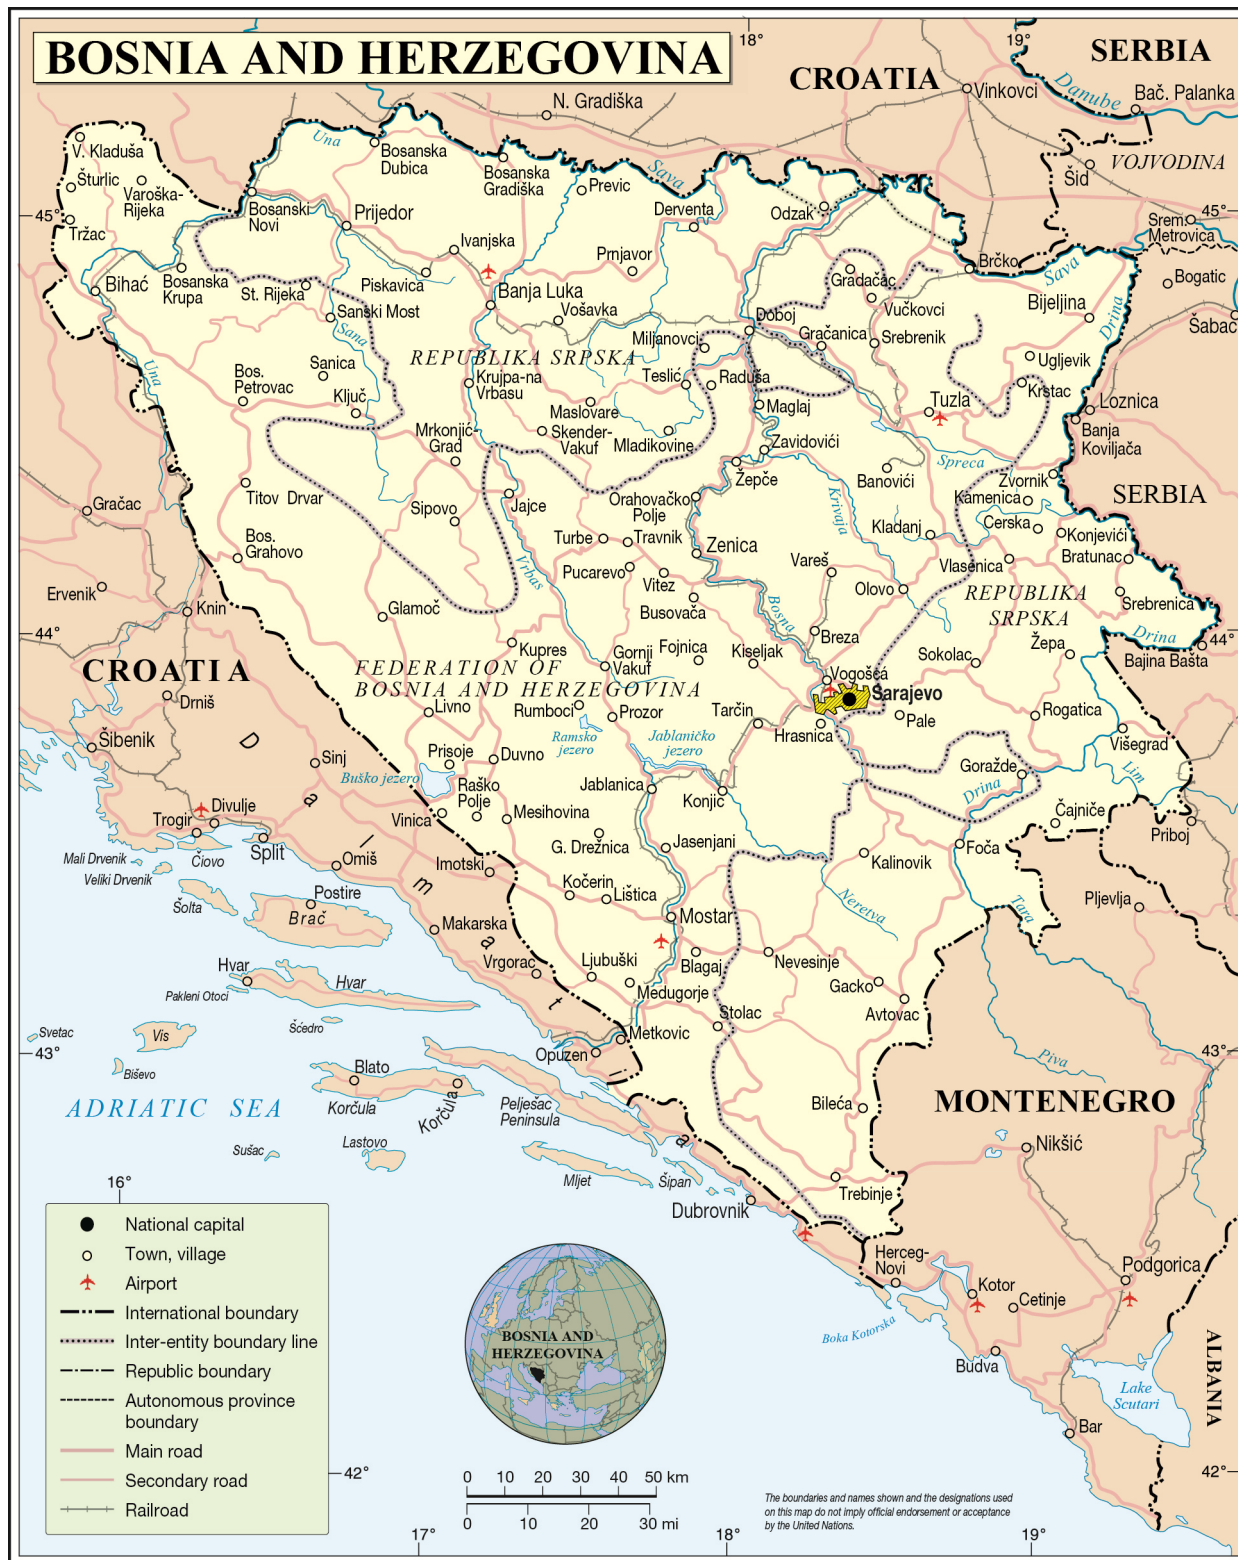 BOSNIA AND HERZEGOVINA
18°
19°
SERBIA
CROATIA
Vinkovci
Danube
Bač. Palanka
N. Gradiška
V. Kladuša
Una
Bosanska
Dubica
Bosanska
Gradiška
Previc
Sava
VOJVODINA
Šid
Šturlic
Varoška-
Rijeka
Bosanski
Novi
Prijedor
Derventa
Odzak
45°
45°
Srem.
Metrovica
Tržac
Ivanjska
Prnjavor
Brčko
Sava
Bogatic
Bihać
Bosanska
Krupa
St. Rijeka
Piskavica
Banja Luka
Gradačac
Vučkovci
Bijeljina
Drina
Šabac
Sanski Most
Vošavka
Doboj
Gračanica
Srebrenik
Sana
Miljanovci
REPUBLIKA SRPSKA
Ugljevik
Una
Sanica
Bos.
Petrovac
Ključ
Krujpa-na
Vrbasu
Teslić
Raduša
Krstac
Tuzla
Loznica
Maslovare
Maglaj
Banja
Koviljača
Mrkonjić-
Grad
Skender-
Vakuf
Mladikovine
Zavidovići
Spreca
Žepče
Banovići
Zvornik
Kamenica
SERBIA
Titov Drvar
Gračac
Sipovo
Jajce
Orahovačko
Polje
Krivaja
Kladanj
Cerska
Konjevići
Bos.
Grahovo
Turbe
Travnik
Zenica
Vareš
Vlasenica
Bratunac
Pucarevo
Vitez
Vrbas
Busovača
Olovo
REPUBLIKA
SRPSKA
Srebrenica
Ervenik
Knin
Glamoč
Bosna
Breza
Drina
44°
44°
Kupres
Gornji
Vakuf
Fojnica
Kiseljak
Sokolac
Žepa
Bajina Bašta
CROATIA
FEDERATION OF
BOSNIA AND HERZEGOVINA
Vogošća
Sarajevo
Drniš
Livno
Rumboci
Prozor
Tarčin
Hrasnica
Pale
Rogatica
Šibenik
Ramsko
jezero
Jablaničko
jezero
Višegrad
Sinj
Prisoje
Duvno
Goražde
Lim
Buško jezero
Raško
Polje
Jablanica
Konjic
Drina
Divulje
Trogir
Vinica
Mesihovina
Čajniče
Priboj
Split
Čiovo
G. Drežnica
Jasenjani
Kalinovik
Foča
Mali Drvenik
Veliki Drvenik
Omiš
Imotski
Šolta
Postire
Brač
Kočerin
Lištica
Neretva
Tara
Pljevlja
Dalmatija
Makarska
Mostar
Hvar
Vrgorac
Ljubuški
Blagaj
Nevesinje
Pakleni Otoci
Hvar
Medugorje
Gacko
Avtovac
Šćedro
Stolac
Svetac
Vis
Metkovic
Opuzen
43°
43°
Biševo
Blato
Piva
ADRIATIC SEA
Korčula
Korčula
Pelješac
Peninsula
Bileća
MONTENEGRO
Sušac
Lastovo
Nikšić
Mljet
Šipan
16°
Dubrovnik
Trebinje
National capital
Town, village
Airport
International boundary
Inter-entity boundary line
Republic boundary
Autonomous province
boundary
Main road
Secondary road
Railroad
Herceg-
Novi
Kotor
Cetinje
Podgorica
Boka Kotorska
Budva
ALBANIA
Lake
Scutari
Bar
BOSNIA AND
HERZEGOVINA
42°
42°
0 10 20 30 40 50 km
0 10 20 30 mi
The boundaries and names shown and the designations used
on this map do not imply official endorsement or acceptance
by the United Nations.
17°
18°
19°